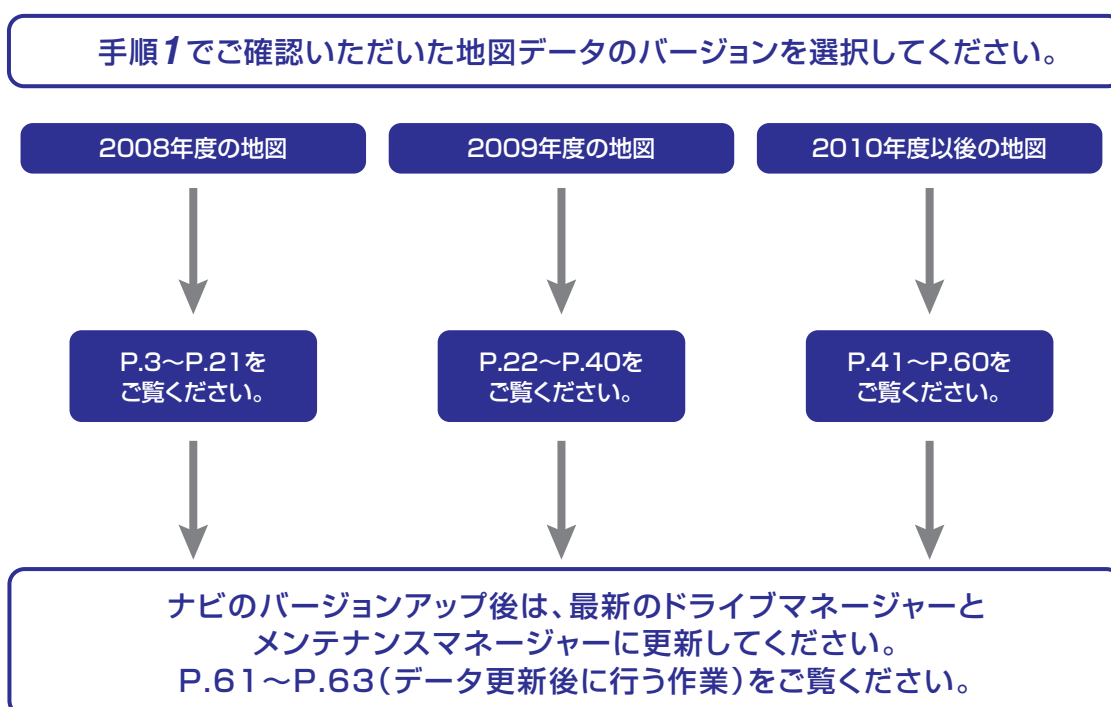 手順1でご確認いただいた地図データのバージョンを選択してください。
2008年度の地図
2009年度の地図
2010年度以後の地図
P.3～P.21を
ご覧ください。
P.22～P.40を
ご覧ください。
P.41～P.60を
ご覧ください。
ナビのバージョンアップ後は、最新のドライブマネージャーと
メンテナンスマネージャーに更新してください。
P.61～P.63(データ更新後に行う作業)をご覧ください。